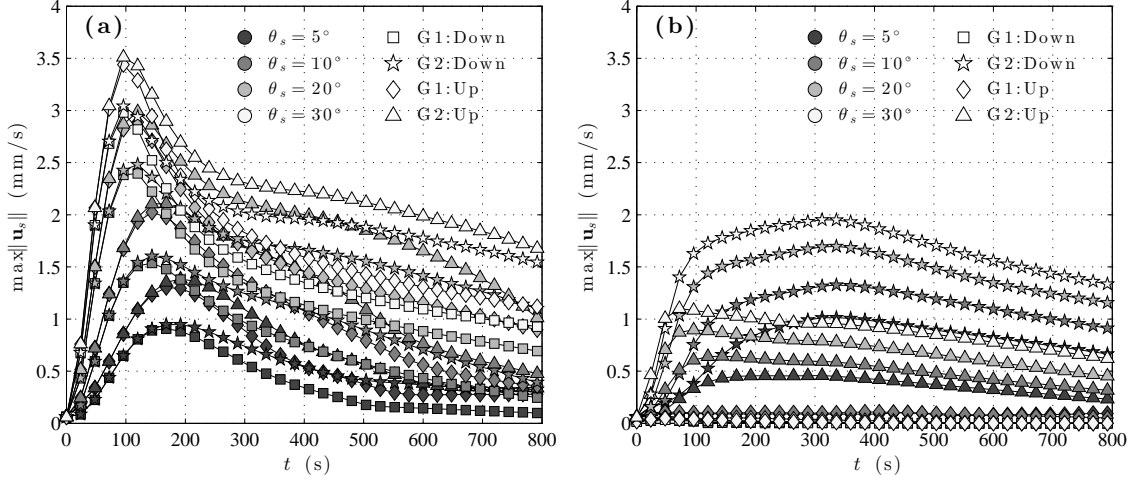 (a)
θs = 5° G1:Down
θs = 10° G2:Down
θs = 20° G1:Up
θs = 30° G2:Up
4
3.5
3
2.5
2
1.5
1
0.5
0
max‖us‖ (mm/s)
0 100 200 300 400 500 600 700 800
t (s)
(b)
θs = 5° G1:Down
θs = 10° G2:Down
θs = 20° G1:Up
θs = 30° G2:Up
4
3.5
3
2.5
2
1.5
1
0.5
0
max‖us‖ (mm/s)
0 100 200 300 400 500 600 700 800
t (s)